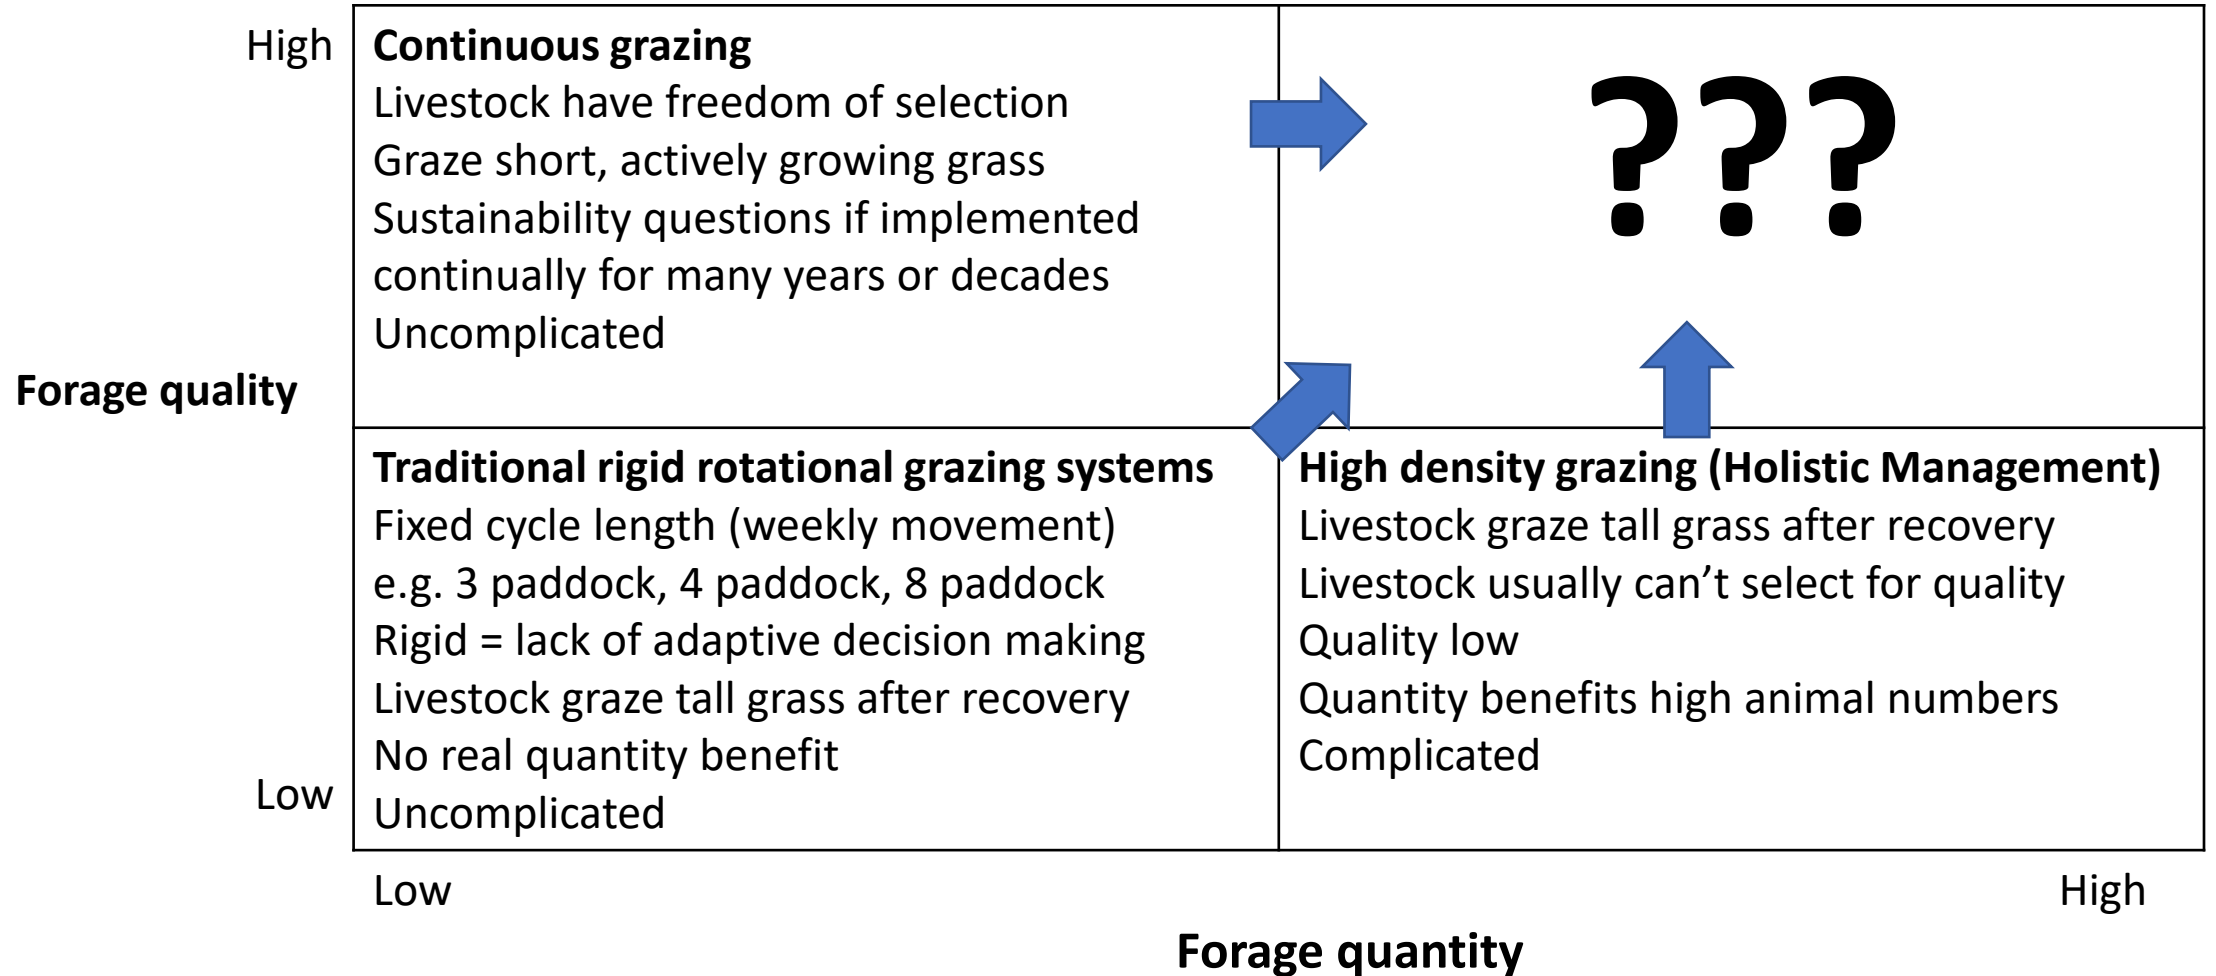 High
Continuous grazing
Livestock have freedom of selection
Graze short, actively growing grass
Sustainability questions if implemented
continually for many years or decades
Uncomplicated
???
Forage quality
Traditional rigid rotational grazing systems
Fixed cycle length (weekly movement)
e.g. 3 paddock, 4 paddock, 8 paddock
Rigid = lack of adaptive decision making
Livestock graze tall grass after recovery
No real quantity benefit
Uncomplicated
High density grazing (Holistic Management)
Livestock graze tall grass after recovery
Livestock usually can’t select for quality
Quality low
Quantity benefits high animal numbers
Complicated
Low
Low
High
Forage quantity